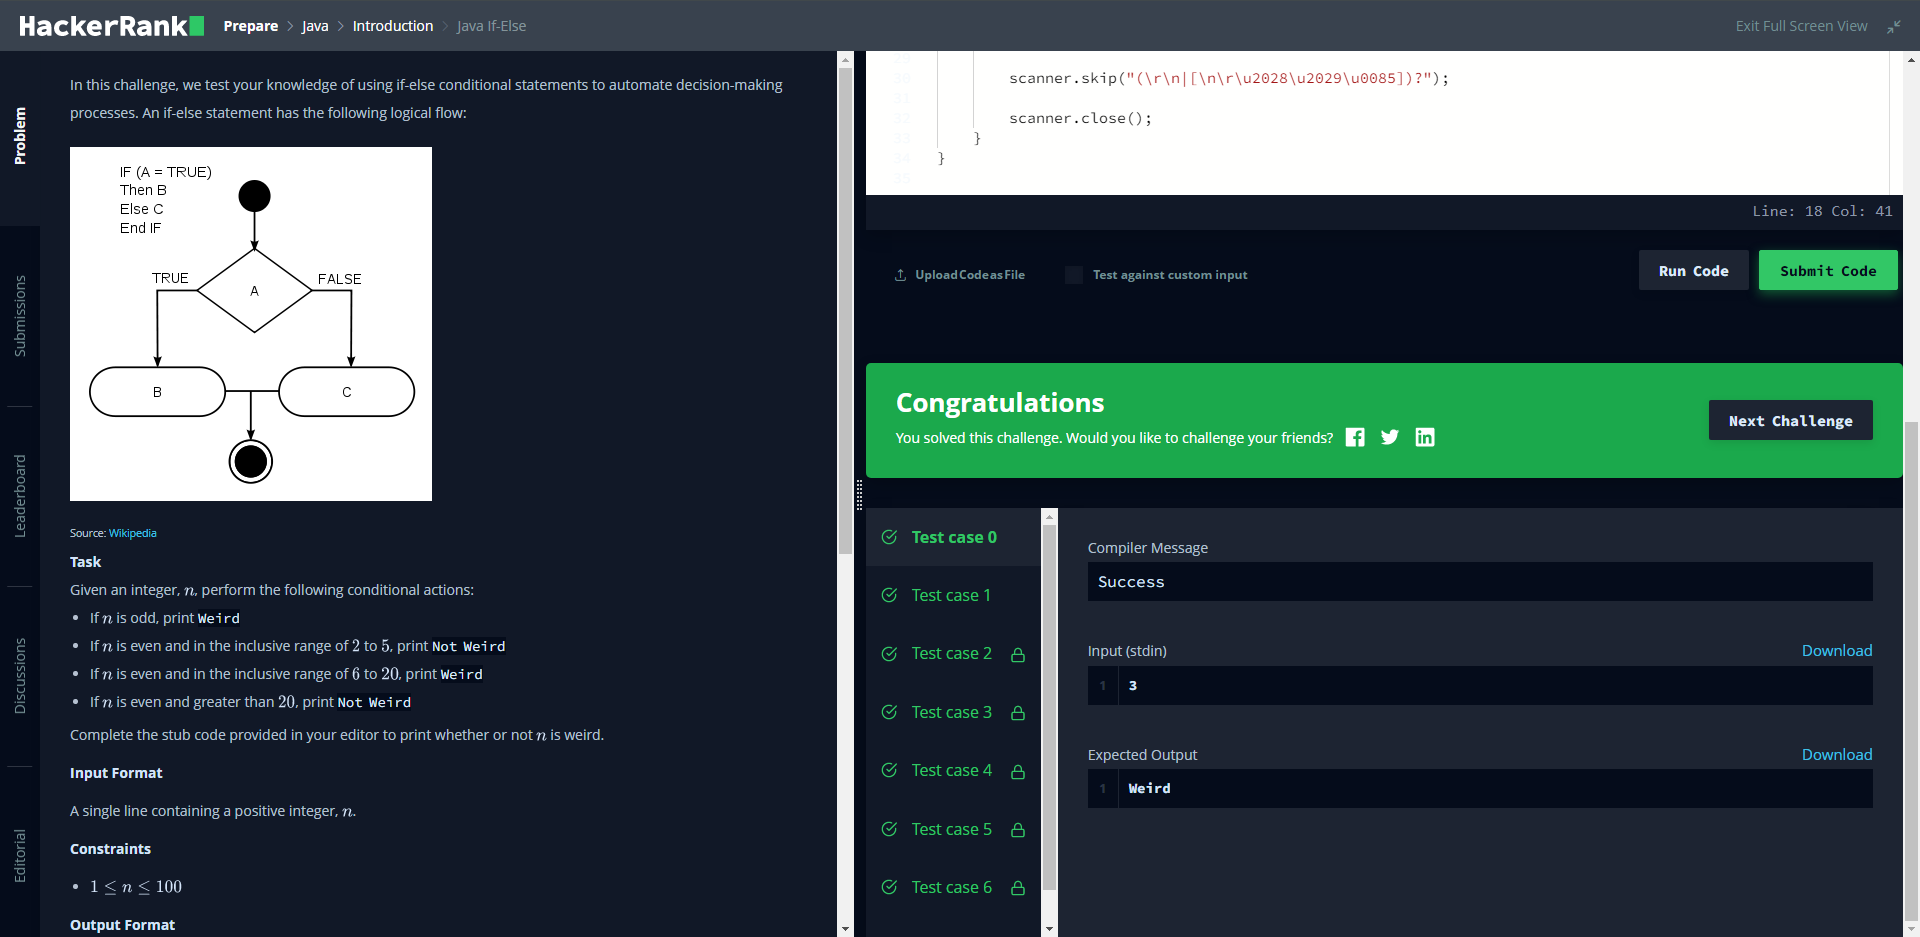 HackerRank Prepare > Java > Introduction > Java If-Else Exit Full Screen View
Problem
Submissions
Leaderboard
Discussions
Editorial
In this challenge, we test your knowledge of using if-else conditional statements to automate decision-making
processes. An if-else statement has the following logical flow:
IF (A = TRUE)
Then B
Else C
End IF
TRUE
FALSE
A
B
C
Source: Wikipedia
Task
Given an integer, n, perform the following conditional actions:
• If n is odd, print Weird
• If n is even and in the inclusive range of 2 to 5, print Not Weird
• If n is even and in the inclusive range of 6 to 20, print Weird
• If n is even and greater than 20, print Not Weird
Complete the stub code provided in your editor to print whether or not n is weird.
Input Format
A single line containing a positive integer, n.
Constraints
• 1 ≤ n ≤ 100
Output Format
30 scanner.skip("(\r\n|[\n\r\u2028\u2029\u0085])?");
31
32 scanner.close();
33 }
34 }
35
Line: 18 Col: 41
Upload Code as File
Test against custom input
Run Code
Submit Code
Congratulations
You solved this challenge. Would you like to challenge your friends?
Next Challenge
Test case 0
Test case 1
Test case 2
Test case 3
Test case 4
Test case 5
Test case 6
Compiler Message
Success
Input (stdin)
Download
1 3
Expected Output
Download
1 Weird